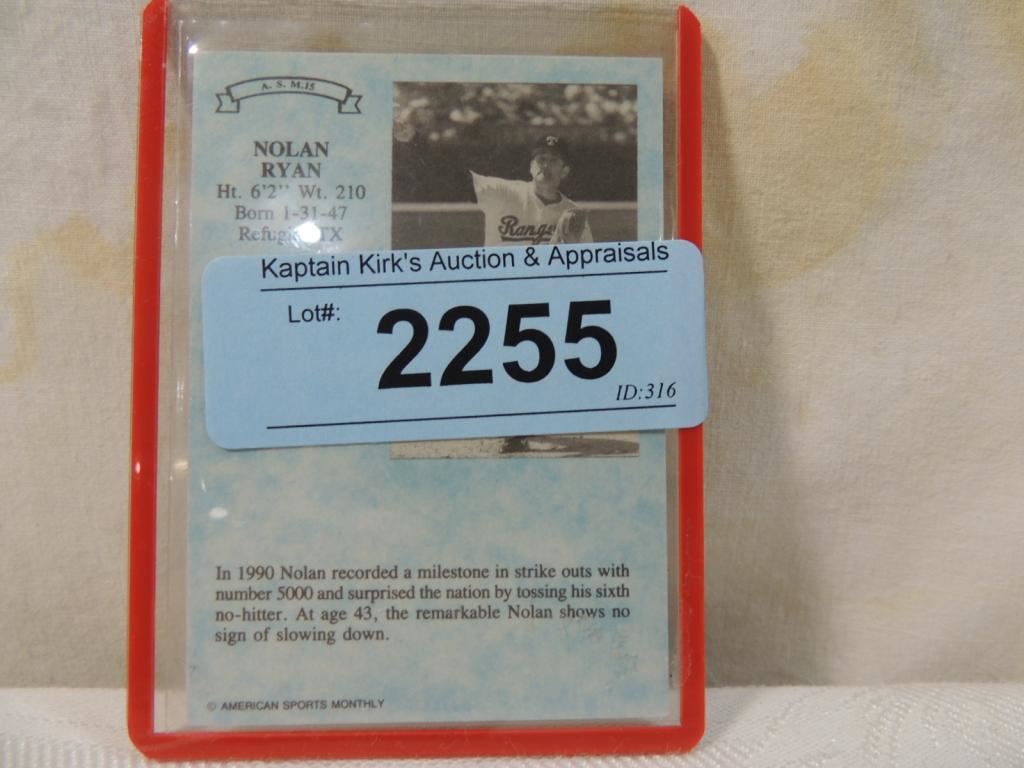 A. S. M.15
NOLAN
RYAN
Ht. 6'2" Wt. 210
Born 1-31-47
TX
Kaptain Kirk's Auction & Appraisals
Lot#:
2255
ID:316
In 1990 Nolan recorded a milestone in strike outs with
number 5000 and surprised the nation by tossing his sixth
no-hitter. At age 43, the remarkable Nolan shows no
sign of slowing down.
© AMERICAN SPORTS MONTHLY